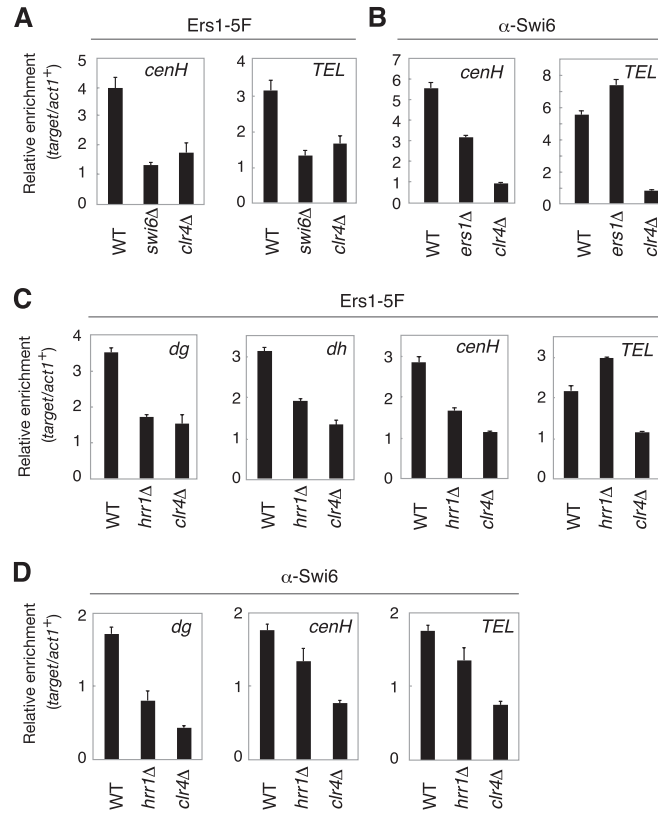 A
Ers1-5F
Relative enrichment
(target/act1+)
cenH
5
4
3
2
1
0
WT
swi6Δ
clr4Δ
TEL
4
3
2
1
0
WT
swi6Δ
clr4Δ
B
α-Swi6
cenH
7
6
5
4
3
2
1
0
WT
ers1Δ
clr4Δ
TEL
8
6
4
2
0
WT
ers1Δ
clr4Δ
C
Ers1-5F
Relative enrichment
(target/act1+)
dg
4
3
2
1
0
WT
hrr1Δ
clr4Δ
dh
3
2
1
0
WT
hrr1Δ
clr4Δ
cenH
3
2
1
0
WT
hrr1Δ
clr4Δ
TEL
3
2
1
0
WT
hrr1Δ
clr4Δ
D
α-Swi6
Relative enrichment
(target/act1+)
dg
2
1
0
WT
hrr1Δ
clr4Δ
cenH
2
1
0
WT
hrr1Δ
clr4Δ
TEL
2
1
0
WT
hrr1Δ
clr4Δ